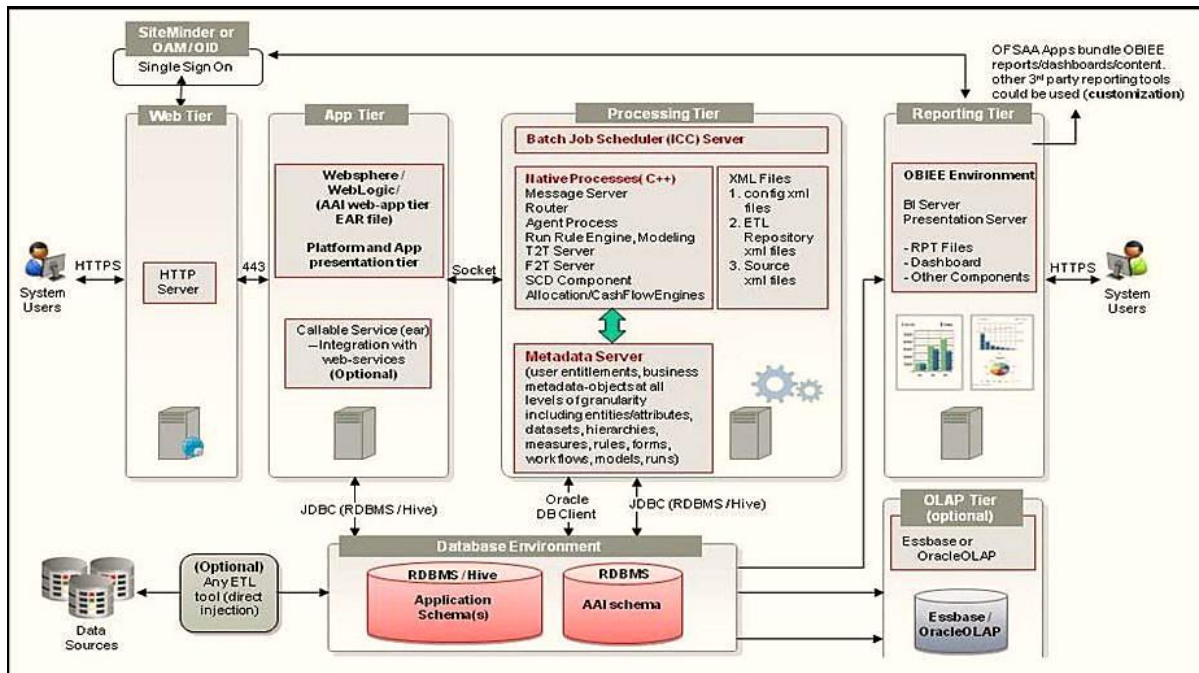 SiteMinder or
OAM/OID
Single Sign On
OFSAA Apps bundle OBIEE
reports/dashboards/content.
other 3rd party reporting tools
could be used (customization)
Web Tier
HTTP
Server
App Tier
Websphere /
WebLogic/
(AAI web-app tier
EAR file)
Platform and App
presentation tier
Callable Service (ear)
—Integration with
web-services
(Optional)
Processing Tier
Batch Job Scheduler (ICC) Server
Native Processes( C++)
Message Server
Router
Agent Process
Run Rule Engine, Modeling
T2T Server
F2T Server
SCD Component
Allocation/CashFlowEngines
XML Files
1. config xml
files
2. ETL
Repository
xml files
3. Source
xml files
Metadata Server
(user entitlements, business
metadata-objects at all
levels of granularity
including entities/attributes,
datasets, hierarchies,
measures, rules, forms,
workflows, models, runs)
Reporting Tier
OBIEE Environment
BI Server
Presentation Server
- RPT Files
- Dashboard
- Other Components
System
Users
HTTPS
443
Socket
HTTPS
System
Users
JDBC (RDBMS / Hive)
Oracle
DB Client
JDBC (RDBMS / Hive)
OLAP Tier
(optional)
Essbase or
OracleOLAP
Essbase /
OracleOLAP
Database Environment
RDBMS / Hive
Application
Schema(s)
RDBMS
AAI schema
(Optional)
Any ETL
tool (direct
injection)
Data
Sources